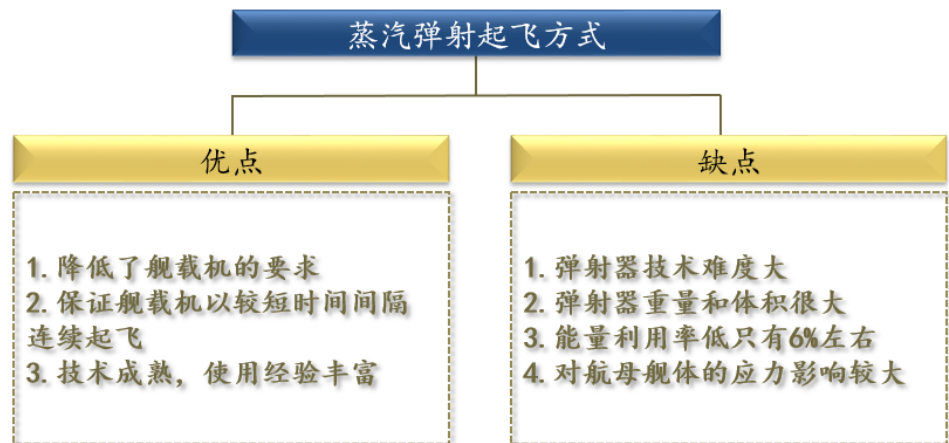 蒸汽弹射起飞方式
优点
1. 降低了舰载机的要求
2. 保证舰载机以较短时间间隔
连续起飞
3. 技术成熟，使用经验丰富
缺点
1. 弹射器技术难度大
2. 弹射器重量和体积很大
3. 能量利用率低只有6%左右
4. 对航母舰体的应力影响较大